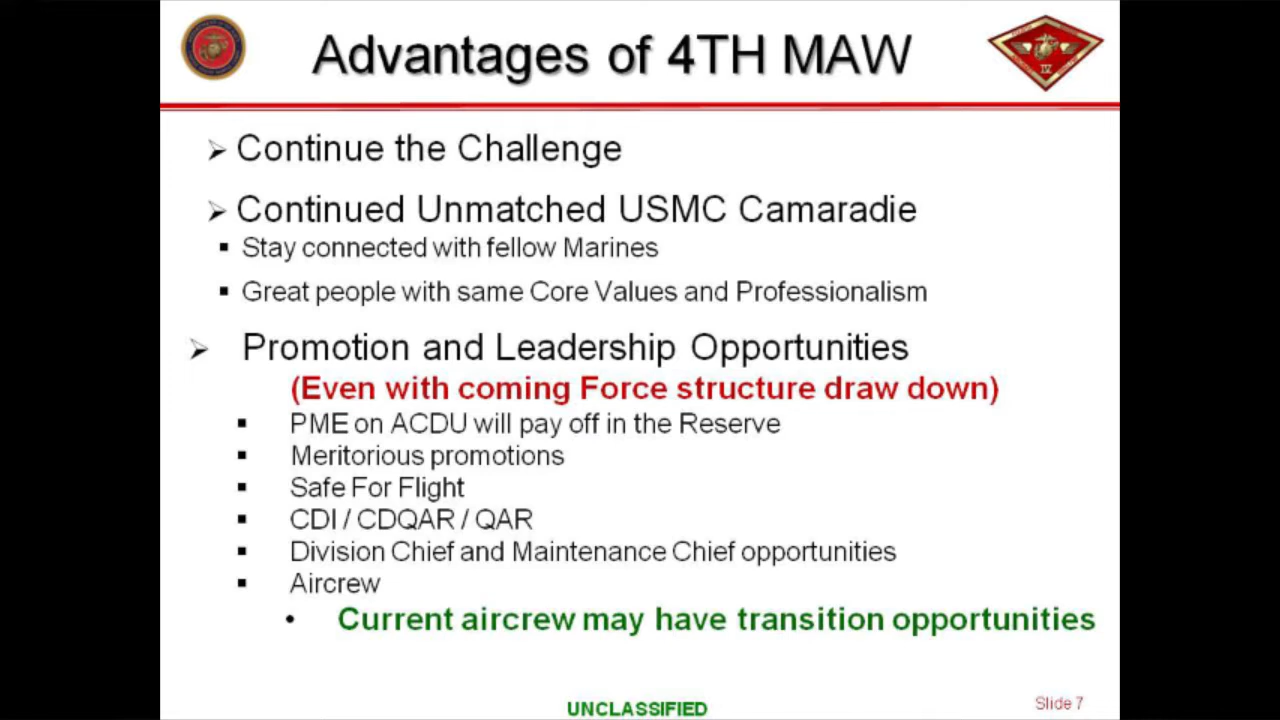 Advantages of 4TH MAW
IV
Continue the Challenge
Continued Unmatched USMC Camaradie
Stay connected with fellow Marines
Great people with same Core Values and Professionalism
Promotion and Leadership Opportunities
(Even with coming Force structure draw down)
PME on ACDU will pay off in the Reserve
Meritorious promotions
Safe For Flight
CDI / CDQAR / QAR
Division Chief and Maintenance Chief opportunities
Aircrew
Current aircrew may have transition opportunities
UNCLASSIFIED
Slide 7